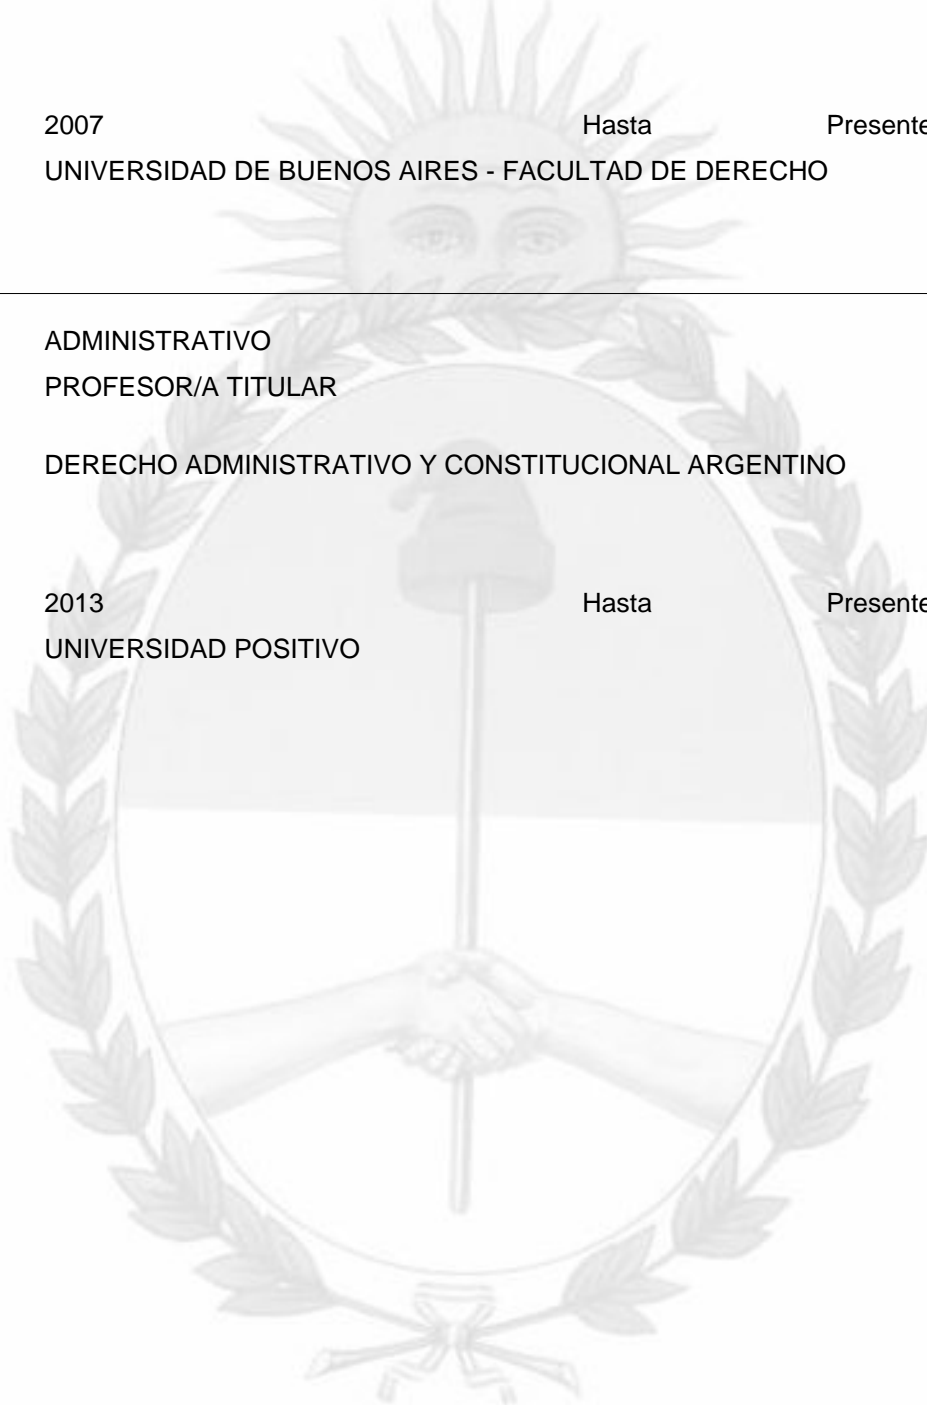 2007 Hasta Presente
UNIVERSIDAD DE BUENOS AIRES - FACULTAD DE DERECHO
ADMINISTRATIVO
PROFESOR/A TITULAR
DERECHO ADMINISTRATIVO Y CONSTITUCIONAL ARGENTINO
2013 Hasta Presente
UNIVERSIDAD POSITIVO